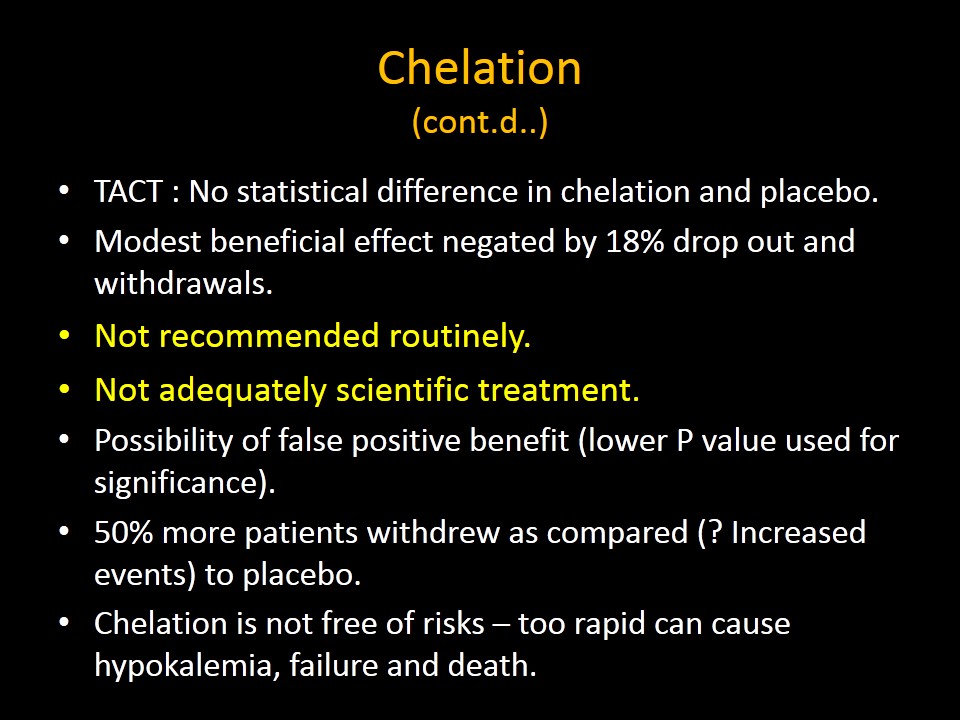 Chelation
(cont.d..)
• TACT : No statistical difference in chelation and placebo.
• Modest beneficial effect negated by 18% drop out and
withdrawals.
• Not recommended routinely.
• Not adequately scientific treatment.
• Possibility of false positive benefit (lower P value used for
significance).
• 50% more patients withdrew as compared (? Increased
events) to placebo.
• Chelation is not free of risks – too rapid can cause
hypokalemia, failure and death.